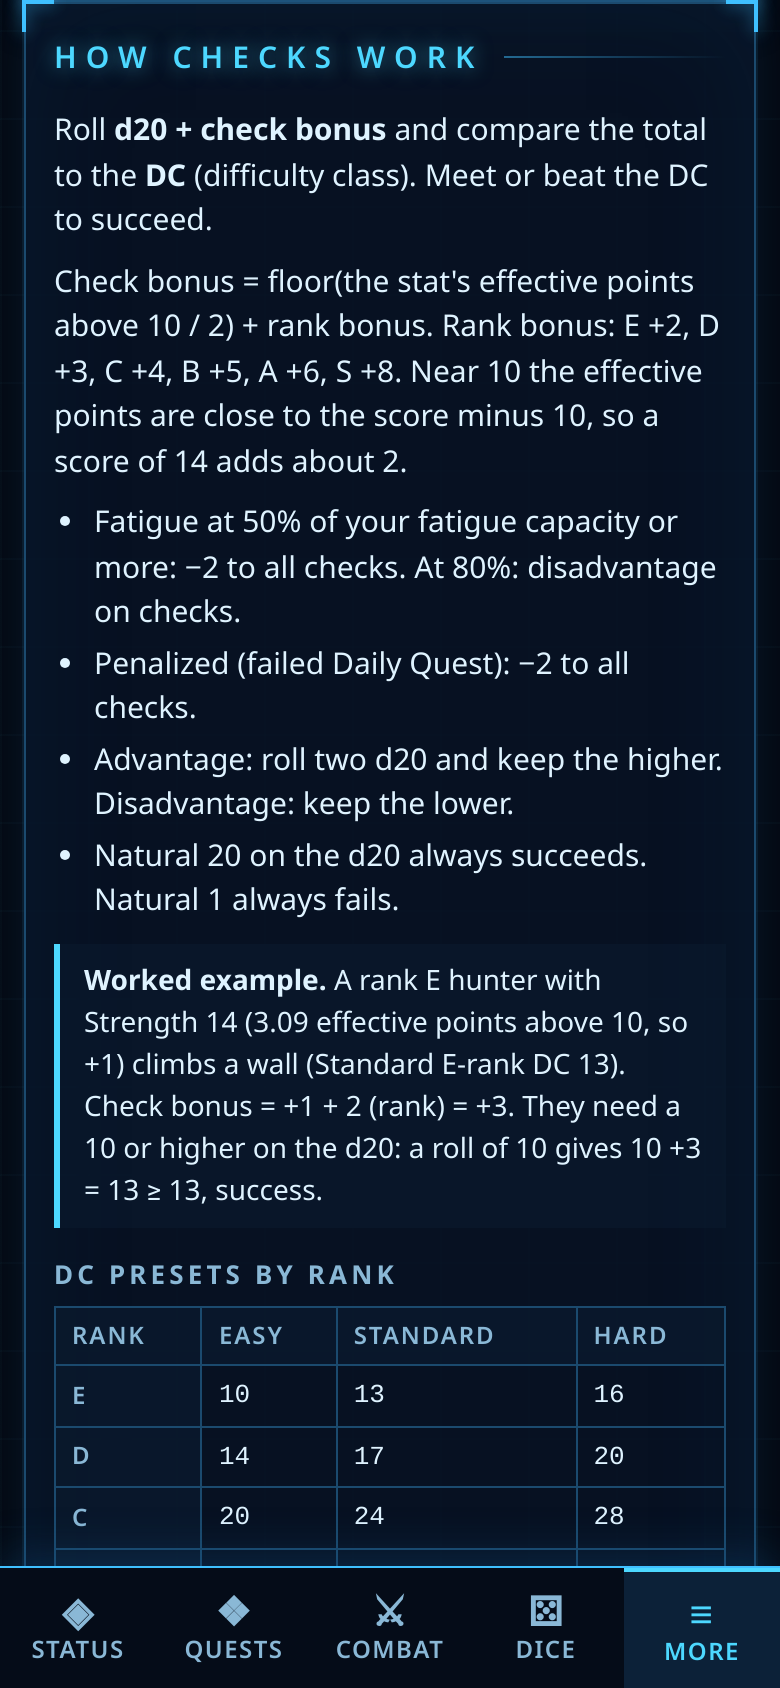 HOW CHECKS WORK
Roll d20 + check bonus and compare the total
to the DC (difficulty class). Meet or beat the DC
to succeed.
Check bonus = floor(the stat's effective points
above 10 / 2) + rank bonus. Rank bonus: E +2, D
+3, C +4, B +5, A +6, S +8. Near 10 the effective
points are close to the score minus 10, so a
score of 14 adds about 2.
• Fatigue at 50% of your fatigue capacity or
more: −2 to all checks. At 80%: disadvantage
on checks.
• Penalized (failed Daily Quest): −2 to all
checks.
• Advantage: roll two d20 and keep the higher.
Disadvantage: keep the lower.
• Natural 20 on the d20 always succeeds.
Natural 1 always fails.
Worked example. A rank E hunter with
Strength 14 (3.09 effective points above 10, so
+1) climbs a wall (Standard E-rank DC 13).
Check bonus = +1 + 2 (rank) = +3. They need a
10 or higher on the d20: a roll of 10 gives 10 +3
= 13 ≥ 13, success.
DC PRESETS BY RANK
RANK EASY STANDARD HARD
E 10 13 16
D 14 17 20
C 20 24 28
STATUS QUESTS COMBAT DICE MORE